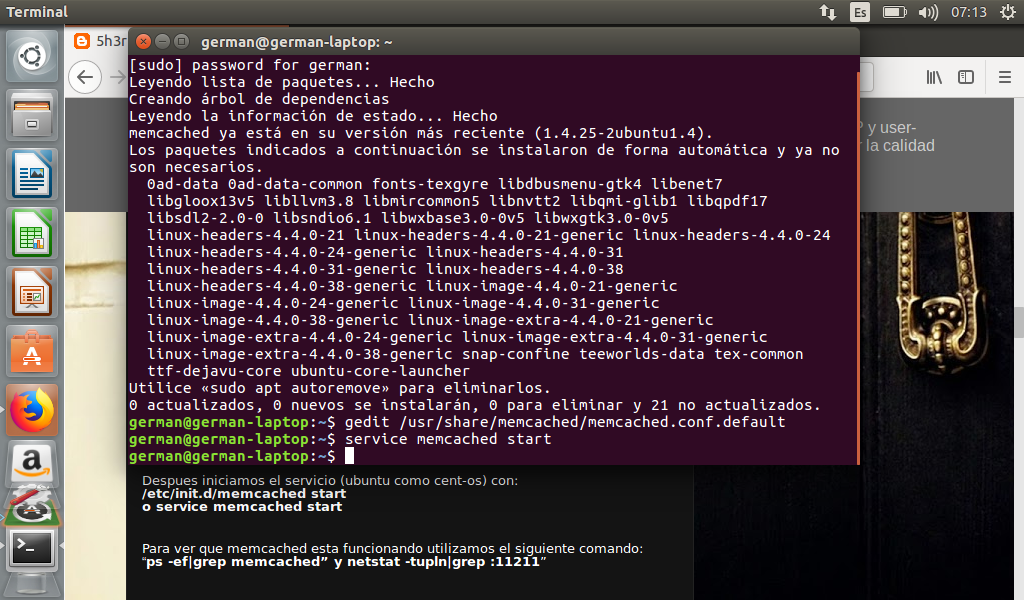 Terminal
Es
07:13
5h3r
german@german-laptop: ~
[sudo] password for german:
Leyendo lista de paquetes... Hecho
Creando árbol de dependencias
Leyendo la información de estado... Hecho
memcached ya está en su versión más reciente (1.4.25-2ubuntu1.4).
Los paquetes indicados a continuación se instalaron de forma automática y ya no
son necesarios.
0ad-data 0ad-data-common fonts-texgyre libdbusmenu-gtk4 libenet7
libgloox13v5 libllvm3.8 libmircommon5 libnvtt2 libqmi-glib1 libqpdf17
libsdl2-2.0-0 libsndio6.1 libwxbase3.0-0v5 libwxgtk3.0-0v5
linux-headers-4.4.0-21 linux-headers-4.4.0-21-generic linux-headers-4.4.0-24
linux-headers-4.4.0-24-generic linux-headers-4.4.0-31
linux-headers-4.4.0-31-generic linux-headers-4.4.0-38
linux-headers-4.4.0-38-generic linux-image-4.4.0-21-generic
linux-image-4.4.0-24-generic linux-image-4.4.0-31-generic
linux-image-4.4.0-38-generic linux-image-extra-4.4.0-21-generic
linux-image-extra-4.4.0-24-generic linux-image-extra-4.4.0-31-generic
linux-image-extra-4.4.0-38-generic snap-confine teeworlds-data tex-common
ttf-dejavu-core ubuntu-core-launcher
Utilice «sudo apt autoremove» para eliminarlos.
0 actualizados, 0 nuevos se instalarán, 0 para eliminar y 21 no actualizados.
german@german-laptop:~$ gedit /usr/share/memcached/memcached.conf.default
german@german-laptop:~$ service memcached start
german@german-laptop:~$
y user-
la calidad
Despues iniciamos el servicio (ubuntu como cent-os) con:
/etc/init.d/memcached start
o service memcached start
Para ver que memcached esta funcionando utilizamos el siguiente comando:
“ps -ef|grep memcached” y netstat -tupln|grep :11211”